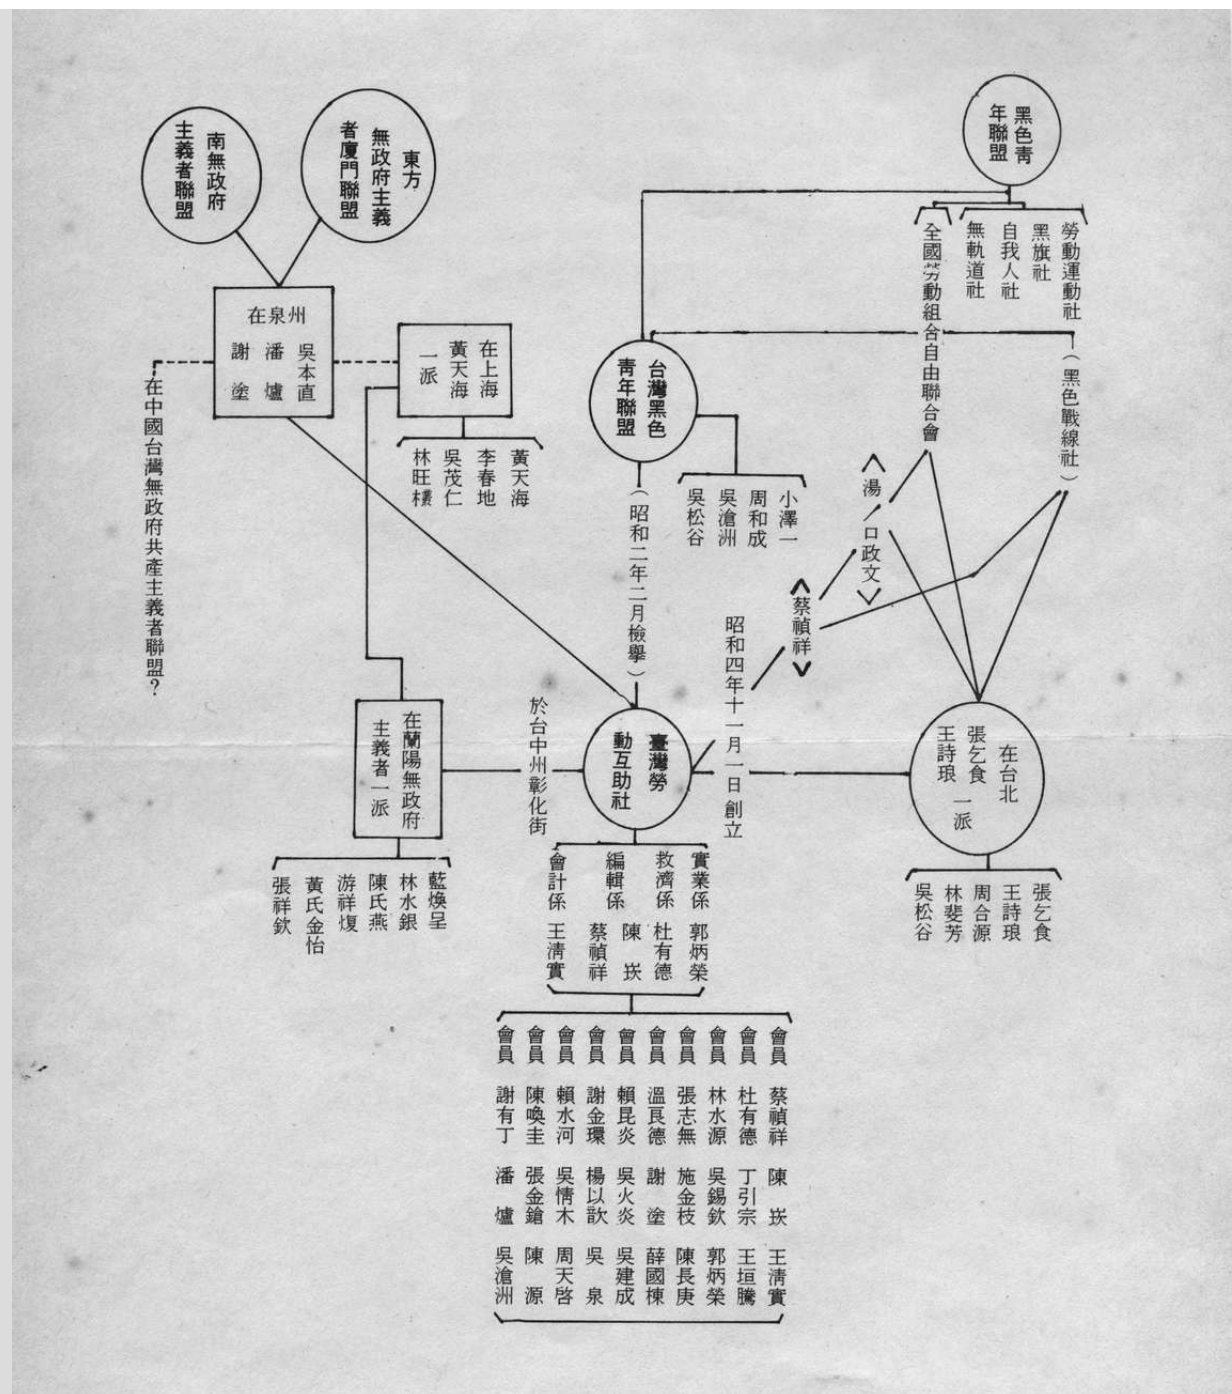 黑色青
年聯盟
勞動運動社
黑旗社
自我人社
無軌道社
全國勞動組合自由聯合會
(黑色戰線社)
東方
無政府主義
者廈門聯盟
南無政府
主義者聯盟
在泉州
吳本直
潘爐
謝塗
在上海
黃天海
一派
黃天海
李春地
吳茂仁
林旺樓
在中國台灣無政府共產主義者聯盟?
台灣黑色
青年聯盟
小澤一
周和成
吳滄洲
吳松谷
(昭和二年二月檢舉)
<湯ノ口政文>
<蔡禎祥>
昭和四年十一月一日創立
臺灣勞
動互助社
於台中州彰化街
在蘭陽無政府
主義者一派
藍煥呈
林水銀
陳氏燕
游祥煖
黃氏金怡
張祥欽
在台北
張乞食
王詩琅
一派
張乞食
王詩琅
周合源
林斐芳
吳松谷
實業係 郭炳榮
救濟係 杜有德
陳崁
編輯係 蔡禎祥
會計係 王清實
會員 蔡禎祥 陳崁 王清實
會員 杜有德 丁引宗 王垣騰
會員 林水源 吳錫欽 郭炳榮
會員 張志無 施金枝 陳長庚
會員 溫良德 謝塗 薛國棟
會員 賴昆炎 吳火炎 吳建成
會員 謝金環 楊以歆 吳泉
會員 賴水河 吳情木 周天啓
會員 陳喚圭 張金鎗 陳源
會員 謝有丁 潘爐 吳滄洲